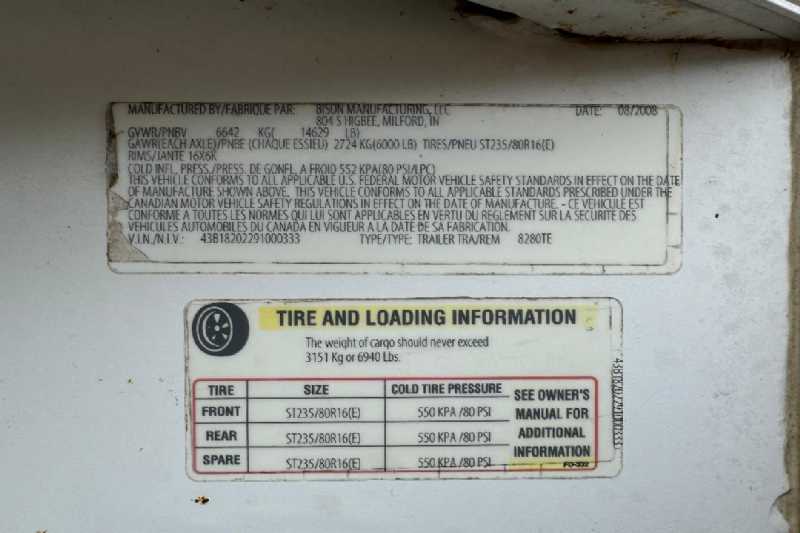 MANUFACTURED BY/FABRIQUE PAR: BISON MANUFACTURING, LLC DATE: 08/2008
804 S HIGBEE, MILFORD, IN
GVWR/PNBV 6642 KG( 14629 LB)
GAWR(EACH AXLE)/PNBE (CHAQUE ESSIEU) 2724 KG(6000 LB) TIRES/PNEU ST235/80R16(E)
RIMS/JANTE 16X6K
COLD INFL. PRESS./PRESS. DE GONFL. A FROID 552 KPA(80 PSI/LPC)
THIS VEHICLE CONFORMS TO ALL APPLICABLE U.S. FEDERAL MOTOR VEHICLE SAFETY STANDARDS IN EFFECT ON THE DATE
OF MANUFACTURE SHOWN ABOVE. THIS VEHICLE CONFORMS TO ALL APPLICABLE STANDARDS PRESCRIBED UNDER THE
CANADIAN MOTOR VEHICLE SAFETY REGULATIONS IN EFFECT ON THE DATE OF MANUFACTURE. - CE VEHICULE EST
CONFORME A TOUTES LES NORMES QUI LUI SONT APPLICABLES EN VERTU DU REGLEMENT SUR LA SECURITE DES
VEHICULES AUTOMOBILES DU CANADA EN VIGUEUR A LA DATE DE SA FABRICATION.
V.I.N./N.I.V.: 43B18202291000333 TYPE/TYPE: TRAILER TRA/REM 8280TE
TIRE AND LOADING INFORMATION
The weight of cargo should never exceed
3151 Kg or 6940 Lbs.
TIRE SIZE COLD TIRE PRESSURE
FRONT ST235/80R16(E) 550 KPA /80 PSI
REAR ST235/80R16(E) 550 KPA /80 PSI
SPARE ST235/80R16(E) 550 KPA /80 PSI
SEE OWNER'S
MANUAL FOR
ADDITIONAL
INFORMATION
FO-332
43B18202291000333